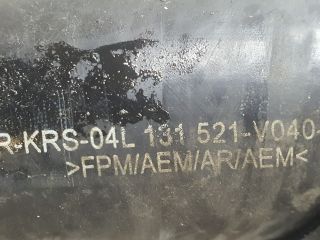 R-KRS-04L 131 521-V040-
>FPM/AEM/AR/AEM<